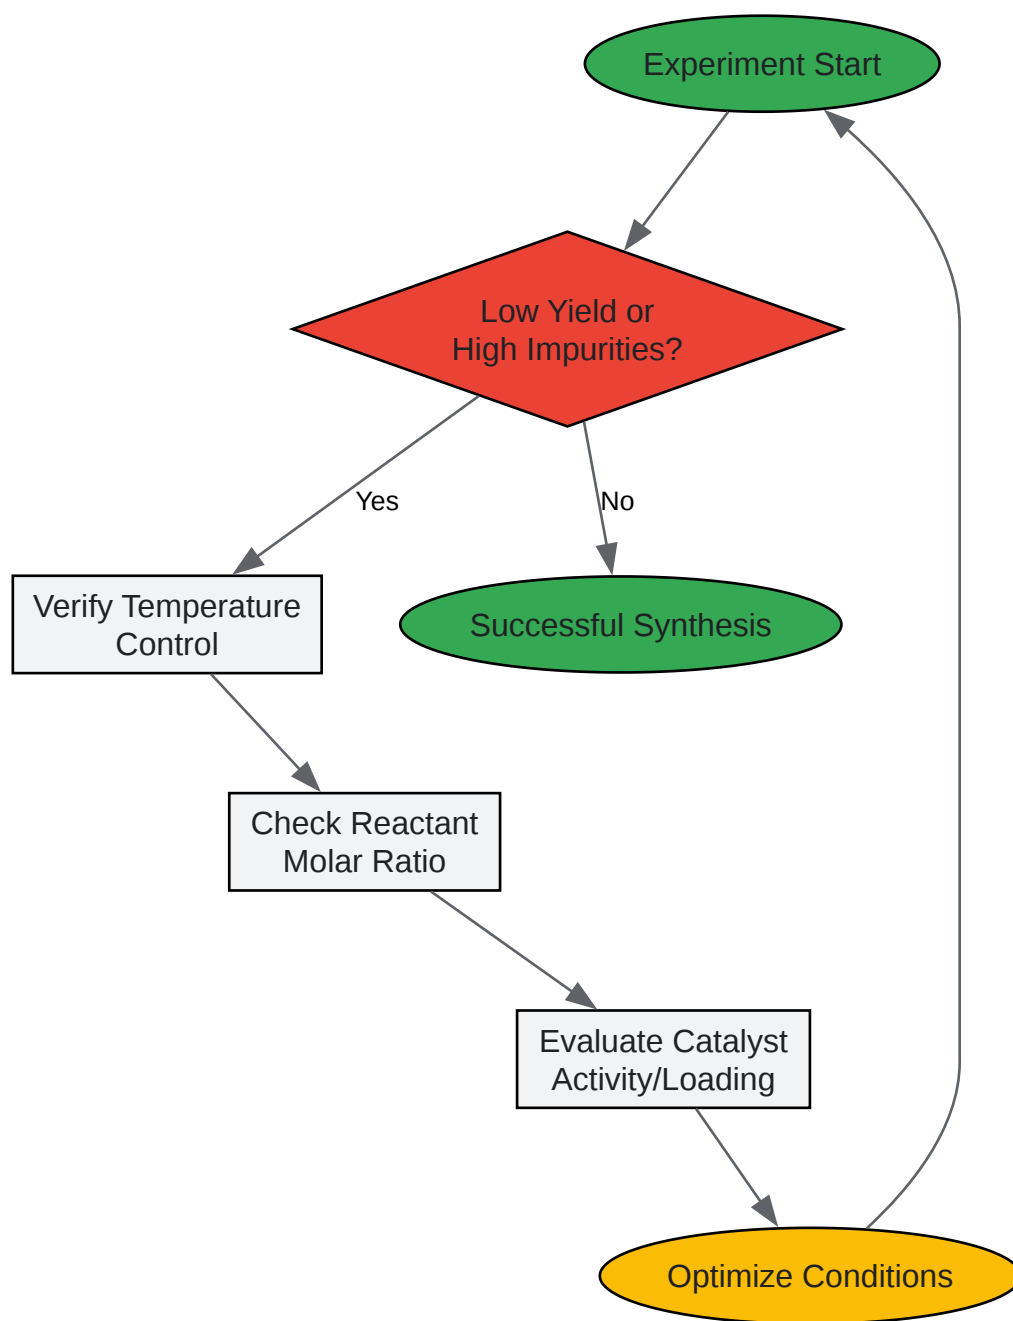 Experiment Start
Low Yield or
High Impurities?
Yes
No
Verify Temperature
Control
Successful Synthesis
Check Reactant
Molar Ratio
Evaluate Catalyst
Activity/Loading
Optimize Conditions